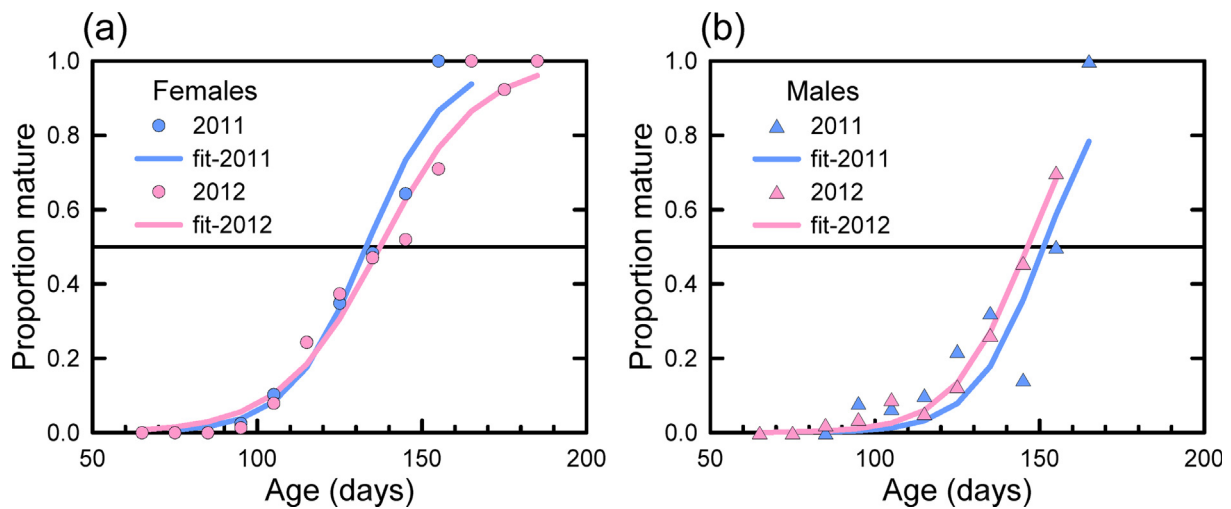 (a)
1.0
0.8
0.6
0.4
0.2
0.0
Proportion mature
Females
2011
fit-2011
2012
fit-2012
50
100
150
200
Age (days)
(b)
1.0
0.8
0.6
0.4
0.2
0.0
Proportion mature
Males
2011
fit-2011
2012
fit-2012
50
100
150
200
Age (days)